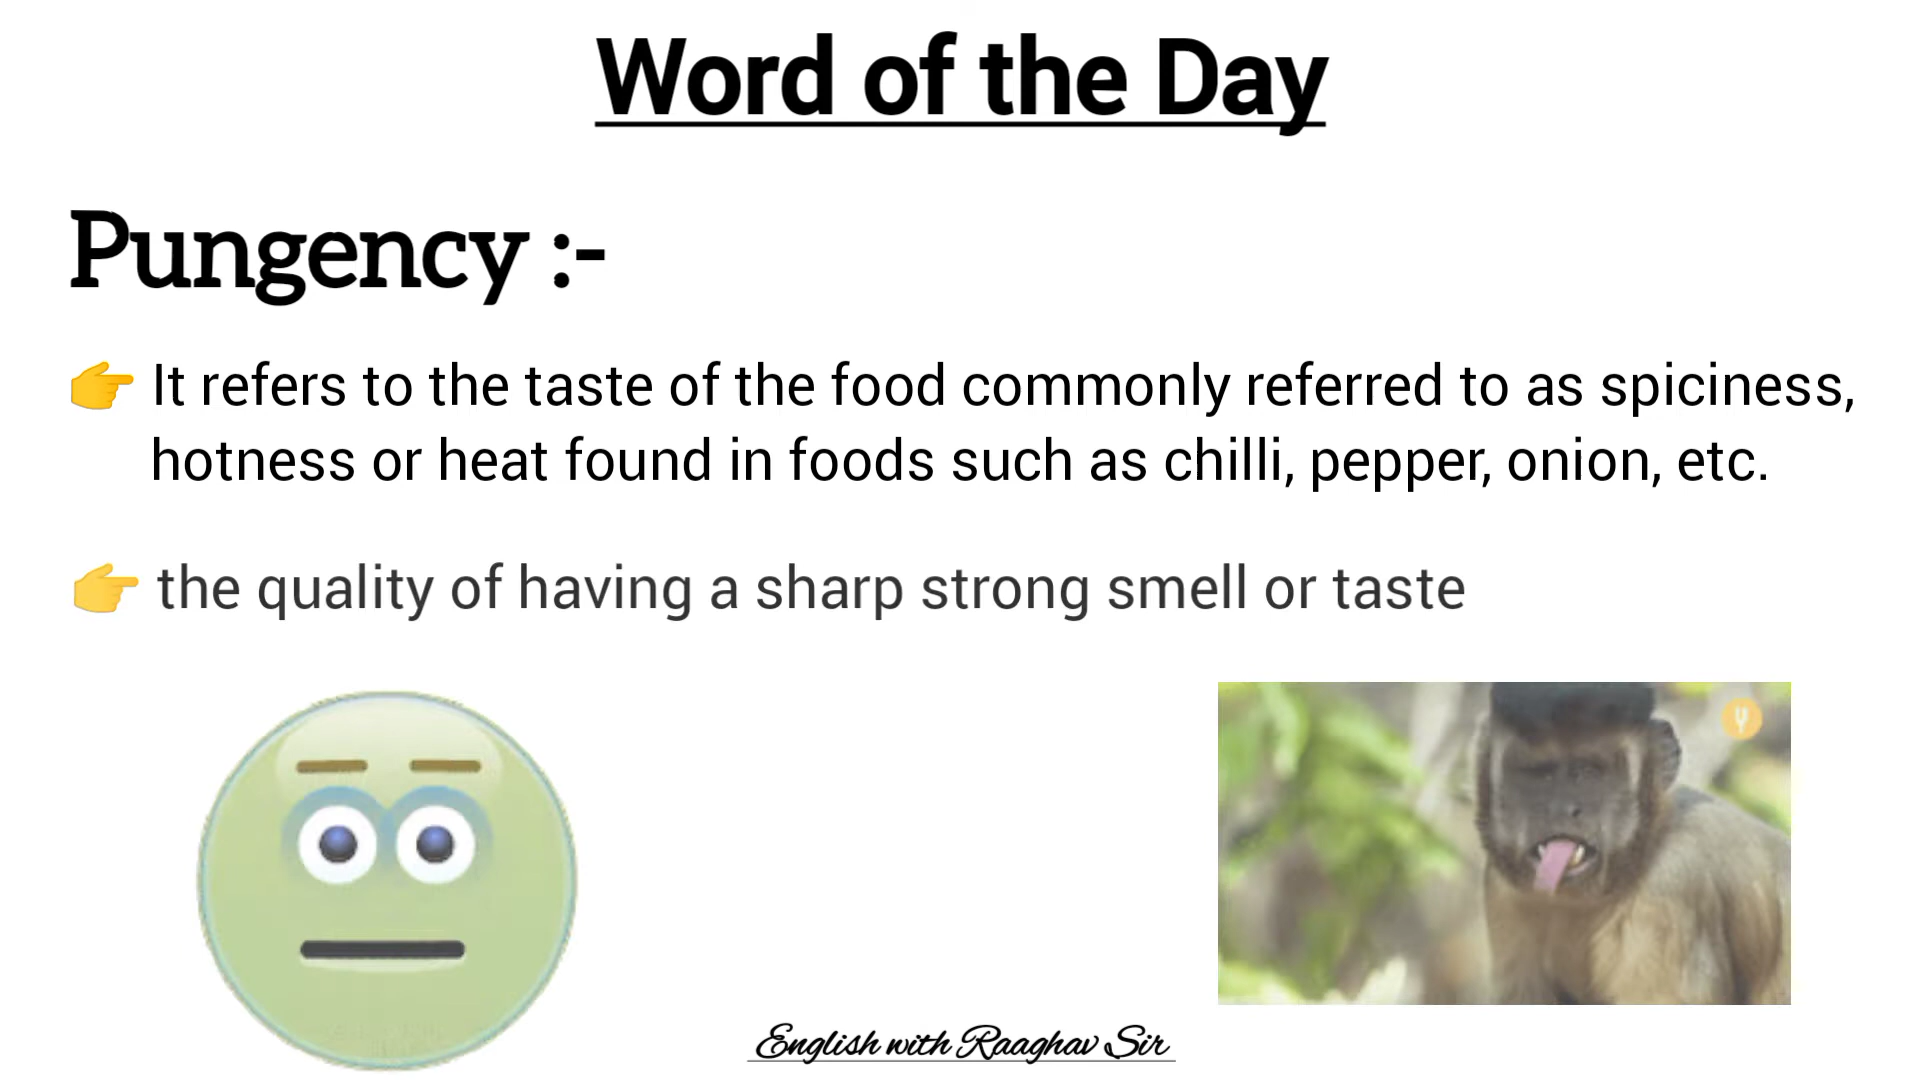 Word of the Day
Pungency :-
👉 It refers to the taste of the food commonly referred to as spiciness,
hotness or heat found in foods such as chilli, pepper, onion, etc.
👉 the quality of having a sharp strong smell or taste
Y
English with Raaghav Sir